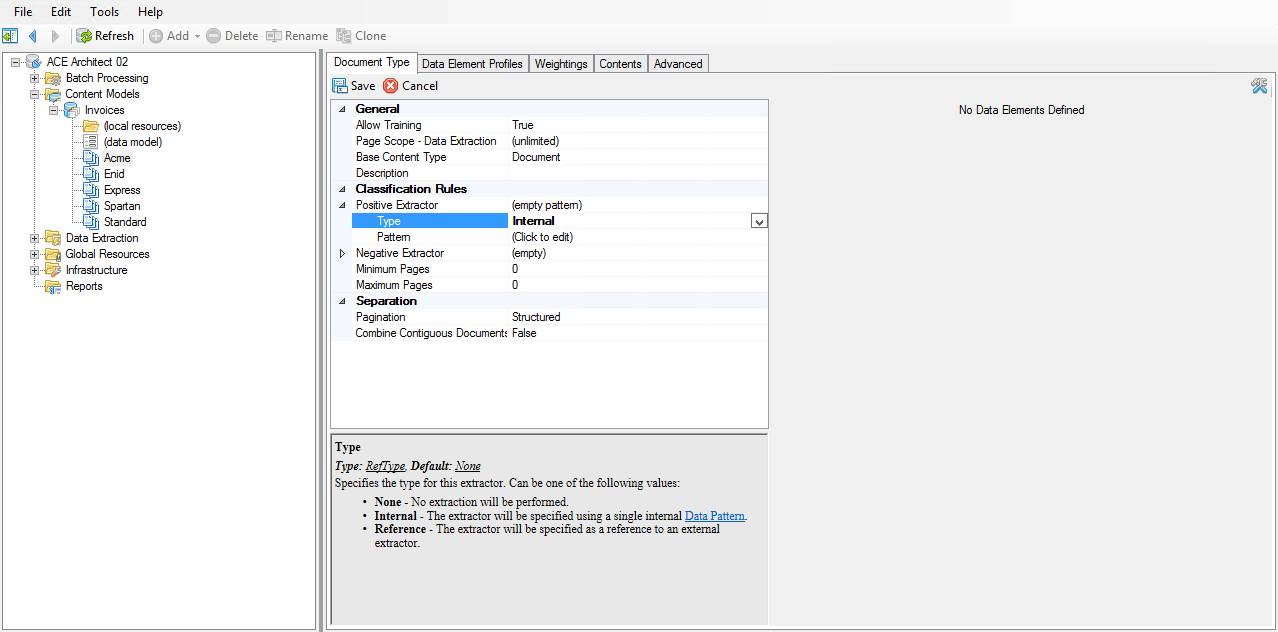 File Edit Tools Help
Refresh Add Delete Rename Clone
ACE Architect 02
Batch Processing
Content Models
Invoices
(local resources)
(data model)
Acme
Enid
Express
Spartan
Standard
Data Extraction
Global Resources
Infrastructure
Reports
Document Type Data Element Profiles Weightings Contents Advanced
Save Cancel
General
Allow Training True
Page Scope - Data Extraction (unlimited)
Base Content Type Document
Description
Classification Rules
Positive Extractor (empty pattern)
Type Internal
Pattern (Click to edit)
Negative Extractor (empty)
Minimum Pages 0
Maximum Pages 0
Separation
Pagination Structured
Combine Contiguous Documents False
Type
Type: RefType, Default: None
Specifies the type for this extractor. Can be one of the following values:
• None - No extraction will be performed.
• Internal - The extractor will be specified using a single internal Data Pattern.
• Reference - The extractor will be specified as a reference to an external
extractor.
No Data Elements Defined